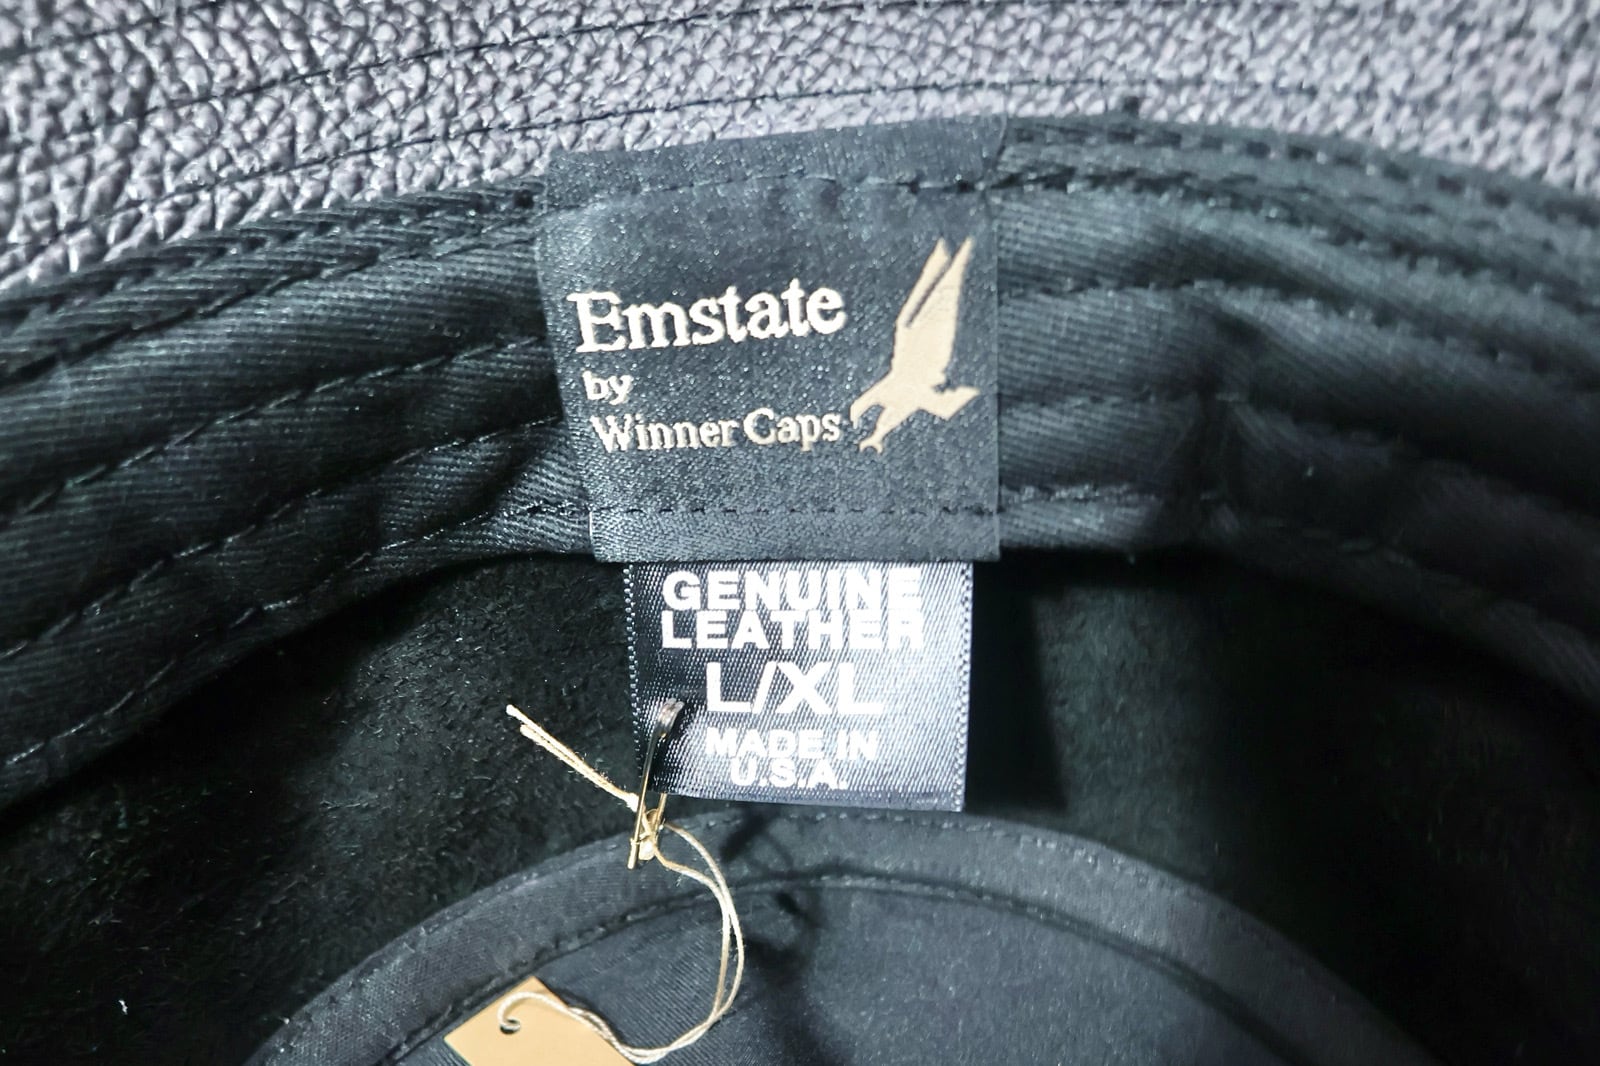 Emstate
by
Winner Caps
GENUINE
LEATHER
L/XL
MADE IN
U.S.A.